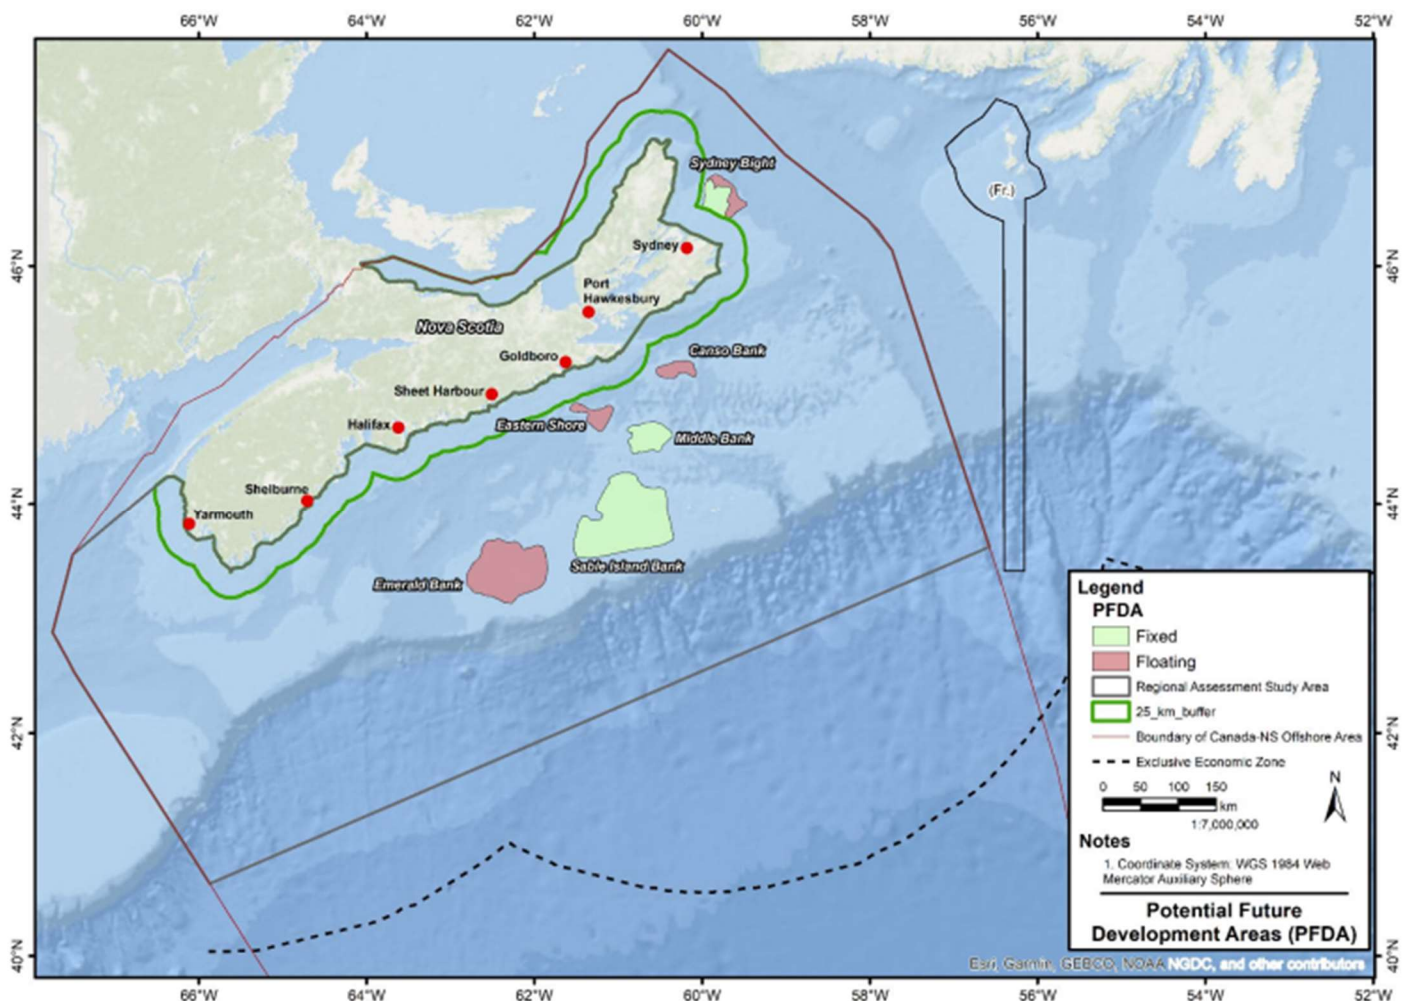 66°W 64°W 62°W 60°W 58°W 56°W 54°W 52°W
Sydney Bight
(Fr.)
46°N
46°N
Sydney
Port
Hawkesbury
Nova Scotia
Canso Bank
Goldboro
Sheet Harbour
Eastern Shore
Halifax
Middle Bank
44°N
44°N
Shelburne
Yarmouth
Sable Island Bank
Emerald Bank
42°N
42°N
40°N
40°N
Legend
PFDA
Fixed
Floating
Regional Assessment Study Area
25_km_buffer
Boundary of Canada-NS Offshore Area
Exclusive Economic Zone
0 50 100 150
km
N
1:7,000,000
Notes
1. Coordinate System: WGS 1984 Web
Mercator Auxiliary Sphere
Potential Future
Development Areas (PFDA)
Esri, Garmin, GEBCO, NOAA NGDC, and other contributors
66°W 64°W 62°W 60°W 58°W 56°W 54°W 52°W